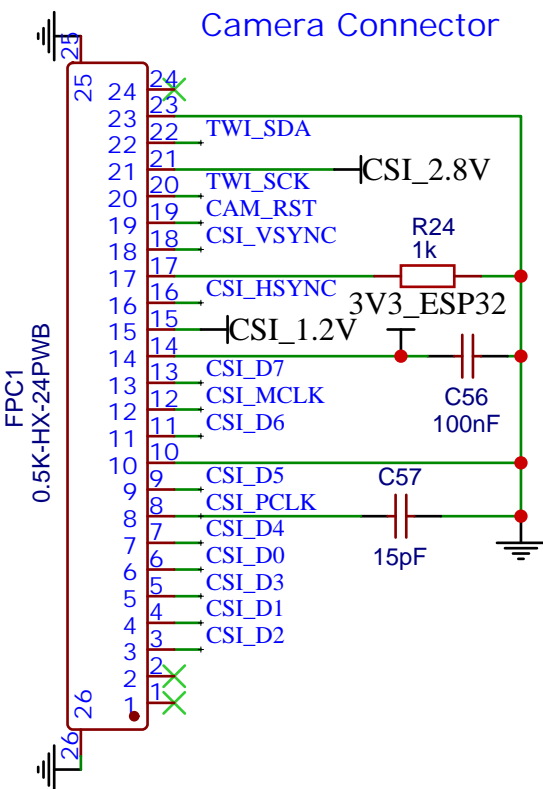 Camera Connector
25
25
24 24
23 23
22 22 TWI_SDA
21 21 CSI_2.8V
20 20 TWI_SCK
19 19 CAM_RST
18 18 CSI_VSYNC
R24
1k
17 17
16 16 CSI_HSYNC
3V3_ESP32
15 15 CSI_1.2V
14 14
13 13 CSI_D7
12 12 CSI_MCLK
C56
100nF
11 11 CSI_D6
10 10
9 9 CSI_D5
C57
8 8 CSI_PCLK
15pF
7 7 CSI_D4
6 6 CSI_D0
5 5 CSI_D3
4 4 CSI_D1
3 3 CSI_D2
2 2
1 1
26
26
FPC1
0.5K-HX-24PWB